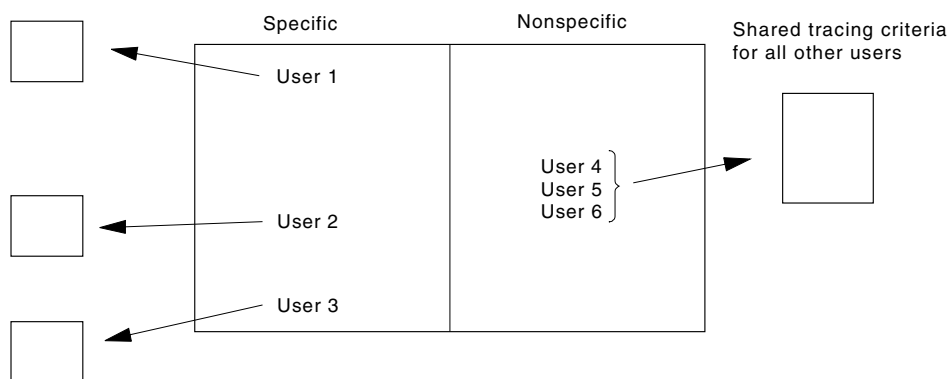 Specific
Nonspecific
Shared tracing criteria
for all other users
User 1
User 4
User 5
User 6
User 2
User 3